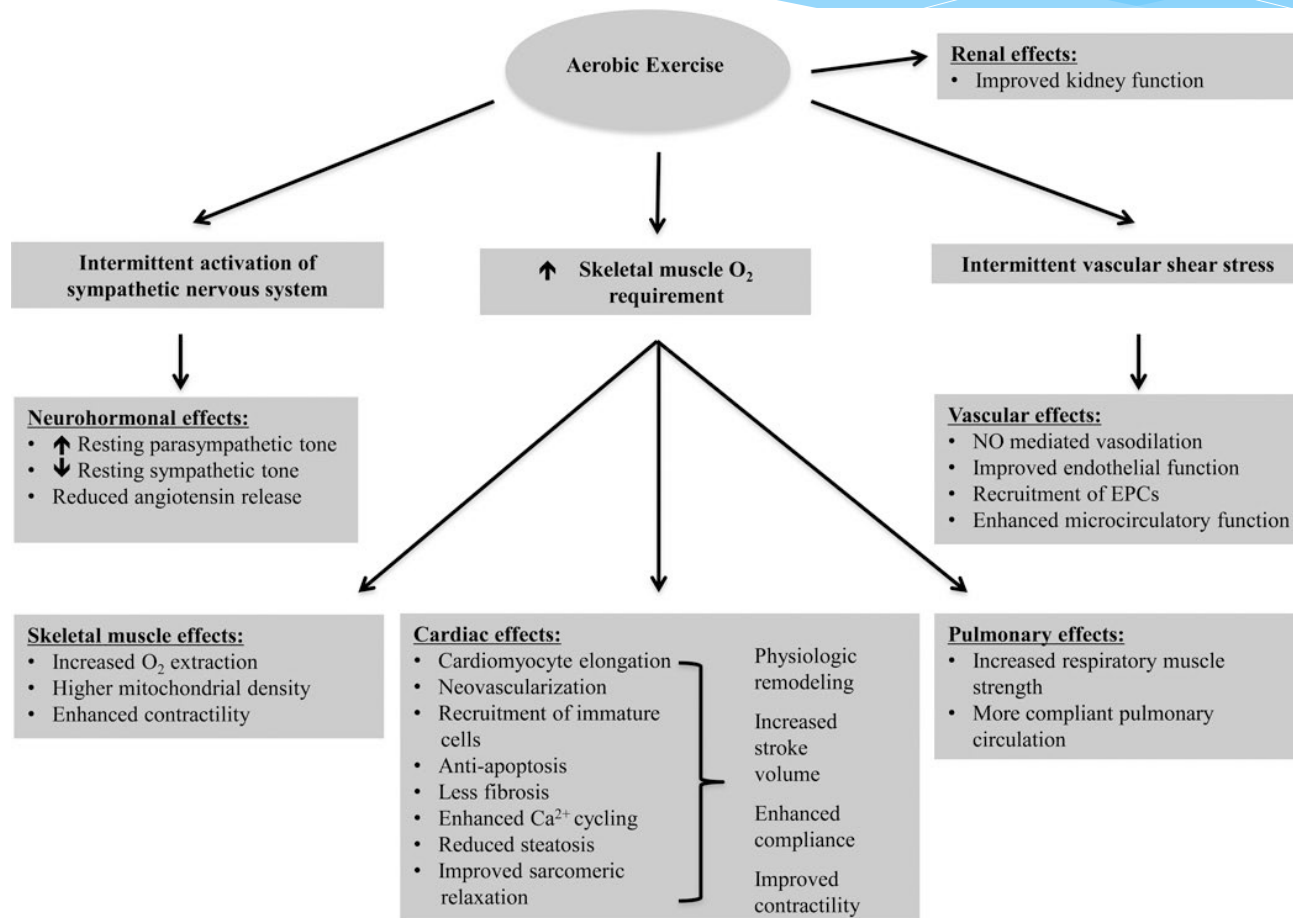 Aerobic Exercise
Renal effects:
• Improved kidney function
Intermittent activation of
sympathetic nervous system
↑ Skeletal muscle O₂
requirement
Intermittent vascular shear stress
Neurohormonal effects:
• ↑ Resting parasympathetic tone
• ↓ Resting sympathetic tone
• Reduced angiotensin release
Vascular effects:
• NO mediated vasodilation
• Improved endothelial function
• Recruitment of EPCs
• Enhanced microcirculatory function
Skeletal muscle effects:
• Increased O₂ extraction
• Higher mitochondrial density
• Enhanced contractility
Cardiac effects:
• Cardiomyocyte elongation
• Neovascularization
• Recruitment of immature
cells
• Anti-apoptosis
• Less fibrosis
• Enhanced Ca²⁺ cycling
• Reduced steatosis
• Improved sarcomeric
relaxation
Physiologic
remodeling
Increased
stroke
volume
Enhanced
compliance
Improved
contractility
Pulmonary effects:
• Increased respiratory muscle
strength
• More compliant pulmonary
circulation